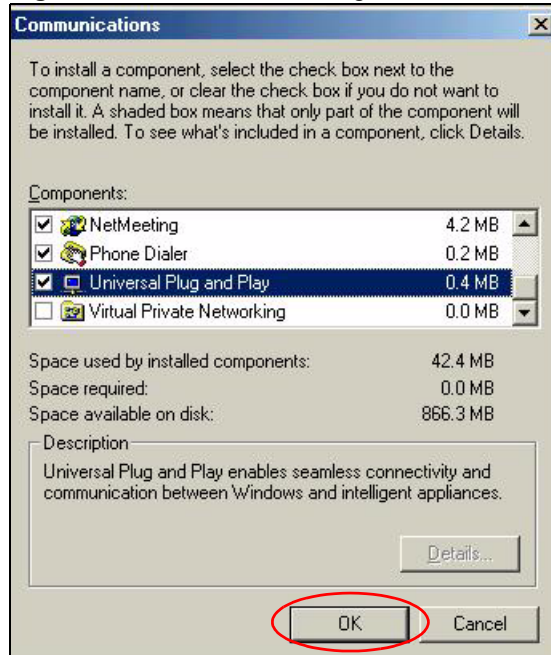 Communications
To install a component, select the check box next to the
component name, or clear the check box if you do not want to
install it. A shaded box means that only part of the component will
be installed. To see what's included in a component, click Details.
Components:
NetMeeting 4.2 MB
Phone Dialer 0.2 MB
Universal Plug and Play 0.4 MB
Virtual Private Networking 0.0 MB
Space used by installed components: 42.4 MB
Space required: 0.0 MB
Space available on disk: 866.3 MB
Description
Universal Plug and Play enables seamless connectivity and
communication between Windows and intelligent appliances.
Details...
OK Cancel